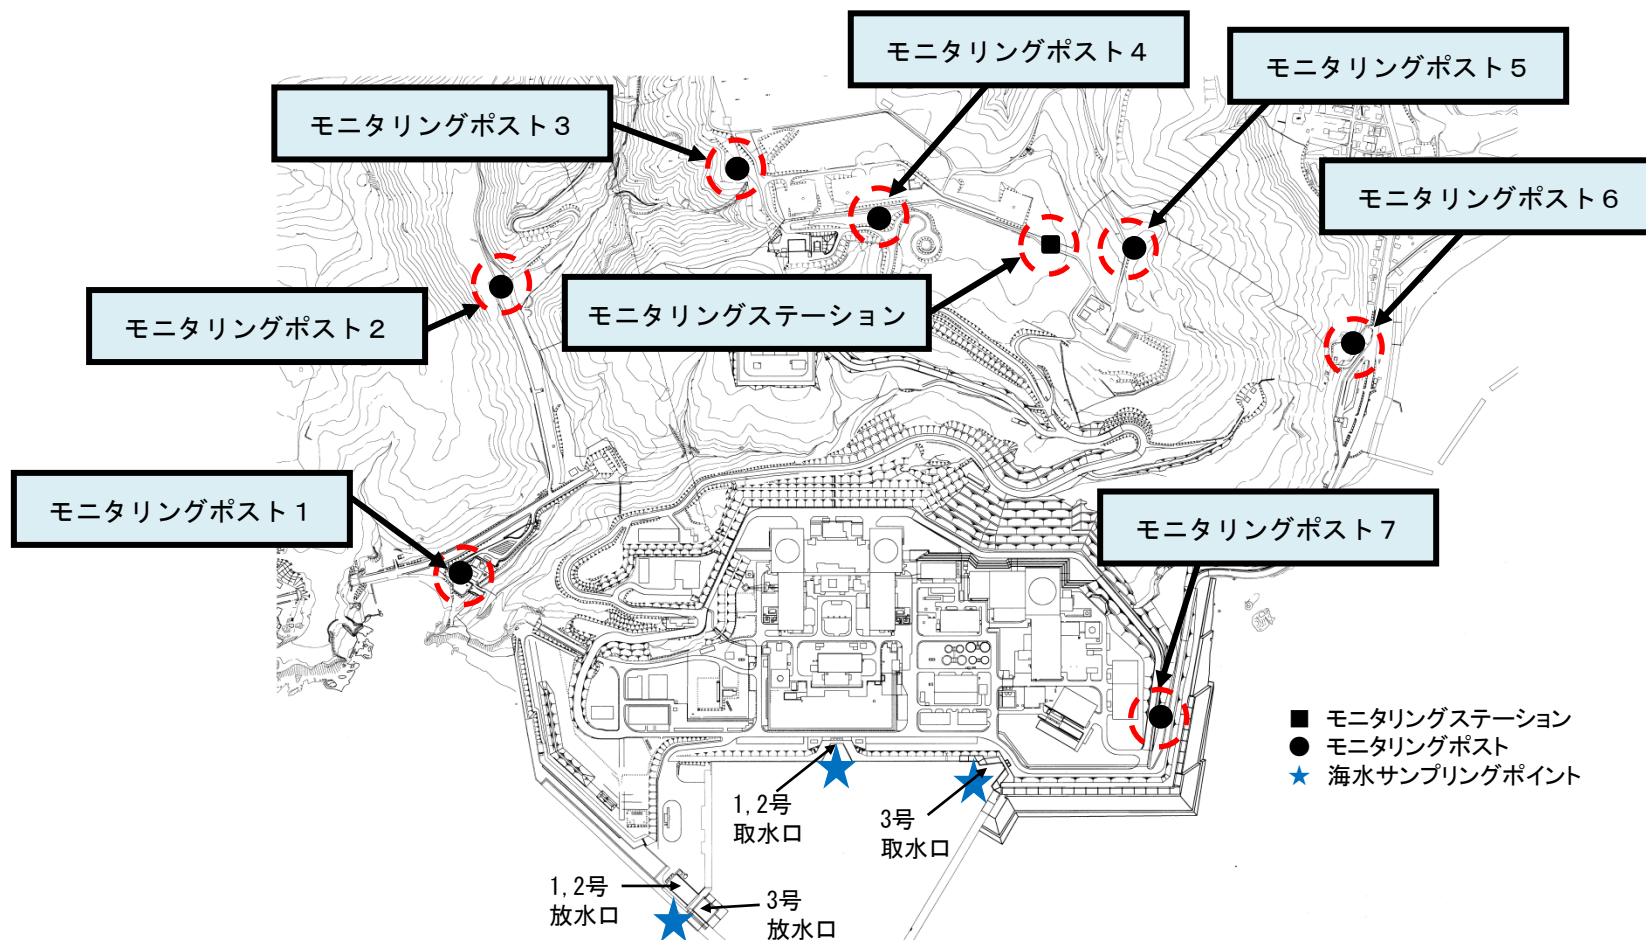 モニタリングポスト４
モニタリングポスト５
モニタリングポスト３
モニタリングポスト６
モニタリングポスト２
モニタリングステーション
モニタリングポスト１
モニタリングポスト７
■ モニタリングステーション
● モニタリングポスト
★ 海水サンプリングポイント
1,2号
取水口
3号
取水口
1,2号
放水口
3号
放水口